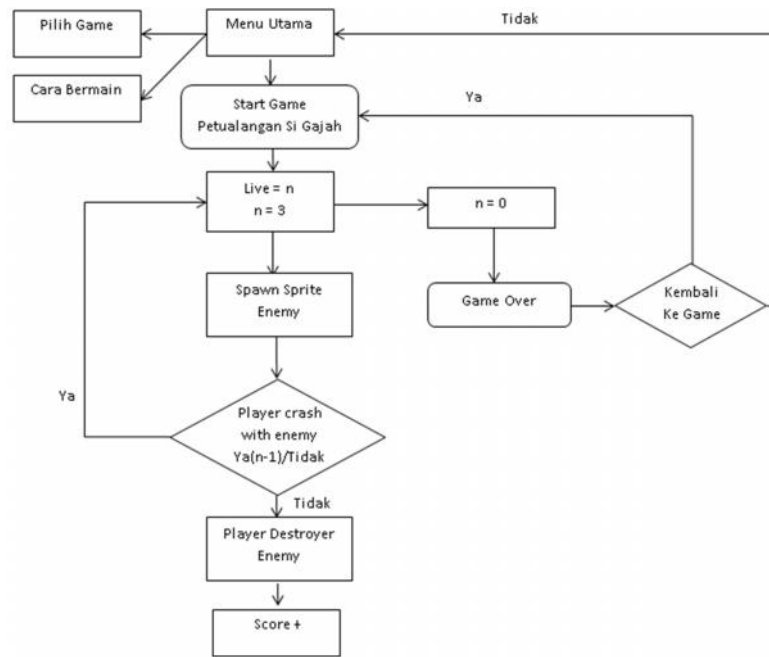 Pilih Game
Menu Utama
Tidak
Cara Bermain
Start Game
Petualangan Si Gajah
Ya
Live = n
n = 3
n = 0
Spawn Sprite
Enemy
Game Over
Kembali
Ke Game
Ya
Player crash
with enemy
Ya(n-1)/Tidak
Tidak
Player Destroyer
Enemy
Score +